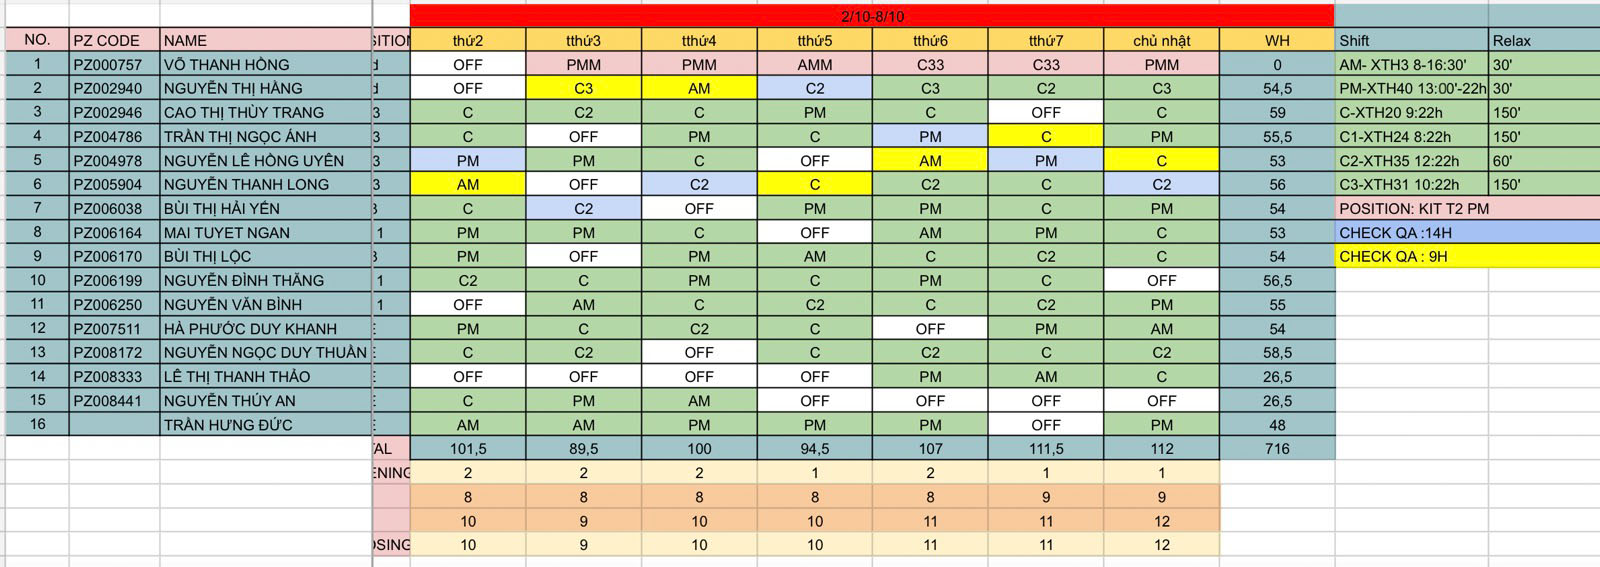 2/10-8/10
NO. PZ CODE NAME thứ2 tthứ3 tthứ4 tthứ5 tthứ6 tthứ7 chủ nhật WH Shift Relax
1 PZ000757 VÕ THANH HỒNG OFF PMM PMM AMM C33 C33 PMM 0 AM- XTH3 8-16:30' 30'
2 PZ002940 NGUYỄN THỊ HẰNG OFF C3 AM C2 C3 C2 C3 54,5 PM-XTH40 13:00'-22h 30'
3 PZ002946 CAO THỊ THÙY TRANG 3 C C2 C PM C OFF C 59 C-XTH20 9:22h 150'
4 PZ004786 TRẦN THỊ NGỌC ÁNH 3 C OFF PM C PM C PM 55,5 C1-XTH24 8:22h 150'
5 PZ004978 NGUYỄN LÊ HỒNG UYÊN 3 PM PM C OFF AM PM C 53 C2-XTH35 12:22h 60'
6 PZ005904 NGUYỄN THANH LONG 3 AM OFF C2 C C2 C C2 56 C3-XTH31 10:22h 150'
7 PZ006038 BÙI THỊ HẢI YẾN 3 C C2 OFF PM PM C PM 54 POSITION: KIT T2 PM
8 PZ006164 MAI TUYET NGAN 1 PM PM C OFF AM PM C 53 CHECK QA :14H
9 PZ006170 BÙI THỊ LỘC 3 PM OFF PM AM C C2 C 54 CHECK QA : 9H
10 PZ006199 NGUYỄN ĐÌNH THĂNG 1 C2 C PM C PM C OFF 56,5
11 PZ006250 NGUYỄN VĂN BÌNH 1 OFF AM C C2 C C2 PM 55
12 PZ007511 HÀ PHƯỚC DUY KHANH PM C C2 C OFF PM AM 54
13 PZ008172 NGUYỄN NGỌC DUY THUẦN C C2 OFF C C2 C C2 58,5
14 PZ008333 LÊ THỊ THANH THẢO OFF OFF OFF OFF PM AM C 26,5
15 PZ008441 NGUYỄN THÚY AN C PM AM OFF OFF OFF OFF 26,5
16 TRẦN HƯNG ĐỨC AM AM PM PM PM OFF PM 48
AL 101,5 89,5 100 94,5 107 111,5 112 716
ENING 2 2 2 1 2 1 1
8 8 8 8 8 9 9
10 9 10 10 11 11 12
OSING 10 9 10 10 11 11 12